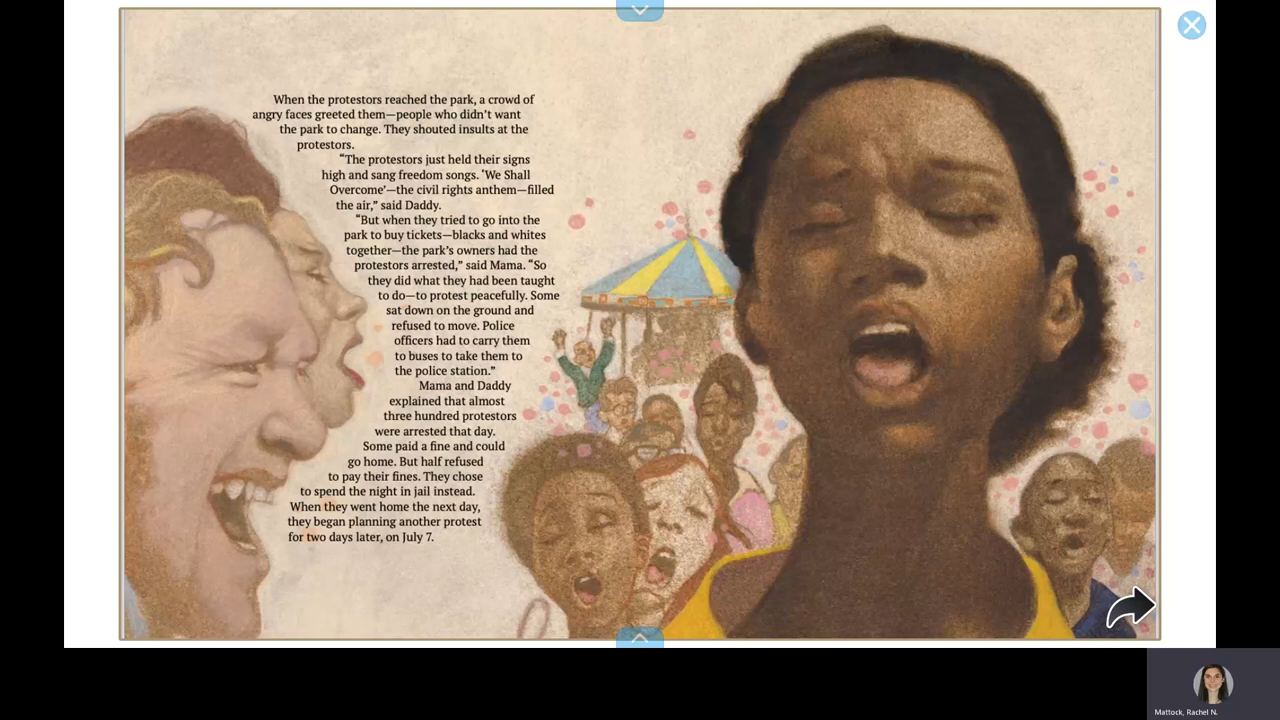 When the protestors reached the park, a crowd of
angry faces greeted them—people who didn't want
the park to change. They shouted insults at the
protestors.
“The protestors just held their signs
high and sang freedom songs. ‘We Shall
Overcome’—the civil rights anthem—filled
the air,” said Daddy.
“But when they tried to go into the
park to buy tickets—blacks and whites
together—the park’s owners had the
protestors arrested,” said Mama. “So
they did what they had been taught
to do—to protest peacefully. Some
sat down on the ground and
refused to move. Police
officers had to carry them
to buses to take them to
the police station.”
Mama and Daddy
explained that almost
three hundred protestors
were arrested that day.
Some paid a fine and could
go home. But half refused
to pay their fines. They chose
to spend the night in jail instead.
When they went home the next day,
they began planning another protest
for two days later, on July 7.
Mattock, Rachel N.